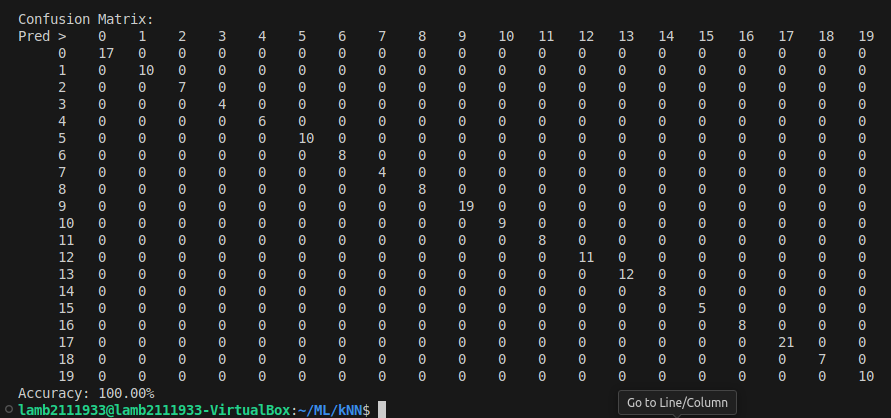 Confusion Matrix:
Pred > 0 1 2 3 4 5 6 7 8 9 10 11 12 13 14 15 16 17 18 19
0 17 0 0 0 0 0 0 0 0 0 0 0 0 0 0 0 0 0 0 0
1 0 10 0 0 0 0 0 0 0 0 0 0 0 0 0 0 0 0 0 0
2 0 0 7 0 0 0 0 0 0 0 0 0 0 0 0 0 0 0 0 0
3 0 0 0 4 0 0 0 0 0 0 0 0 0 0 0 0 0 0 0 0
4 0 0 0 0 6 0 0 0 0 0 0 0 0 0 0 0 0 0 0 0
5 0 0 0 0 0 10 0 0 0 0 0 0 0 0 0 0 0 0 0 0
6 0 0 0 0 0 0 8 0 0 0 0 0 0 0 0 0 0 0 0 0
7 0 0 0 0 0 0 0 4 0 0 0 0 0 0 0 0 0 0 0 0
8 0 0 0 0 0 0 0 0 8 0 0 0 0 0 0 0 0 0 0 0
9 0 0 0 0 0 0 0 0 0 19 0 0 0 0 0 0 0 0 0 0
10 0 0 0 0 0 0 0 0 0 0 9 0 0 0 0 0 0 0 0 0
11 0 0 0 0 0 0 0 0 0 0 0 8 0 0 0 0 0 0 0 0
12 0 0 0 0 0 0 0 0 0 0 0 0 11 0 0 0 0 0 0 0
13 0 0 0 0 0 0 0 0 0 0 0 0 0 12 0 0 0 0 0 0
14 0 0 0 0 0 0 0 0 0 0 0 0 0 0 8 0 0 0 0 0
15 0 0 0 0 0 0 0 0 0 0 0 0 0 0 0 5 0 0 0 0
16 0 0 0 0 0 0 0 0 0 0 0 0 0 0 0 0 8 0 0 0
17 0 0 0 0 0 0 0 0 0 0 0 0 0 0 0 0 0 21 0 0
18 0 0 0 0 0 0 0 0 0 0 0 0 0 0 0 0 0 0 7 0
19 0 0 0 0 0 0 0 0 0 0 0 0 0 0 0 0 0 0 0 10
Accuracy: 100.00%
lamb2111933@lamb2111933-VirtualBox:~/ML/kNN$
Go to Line/Column